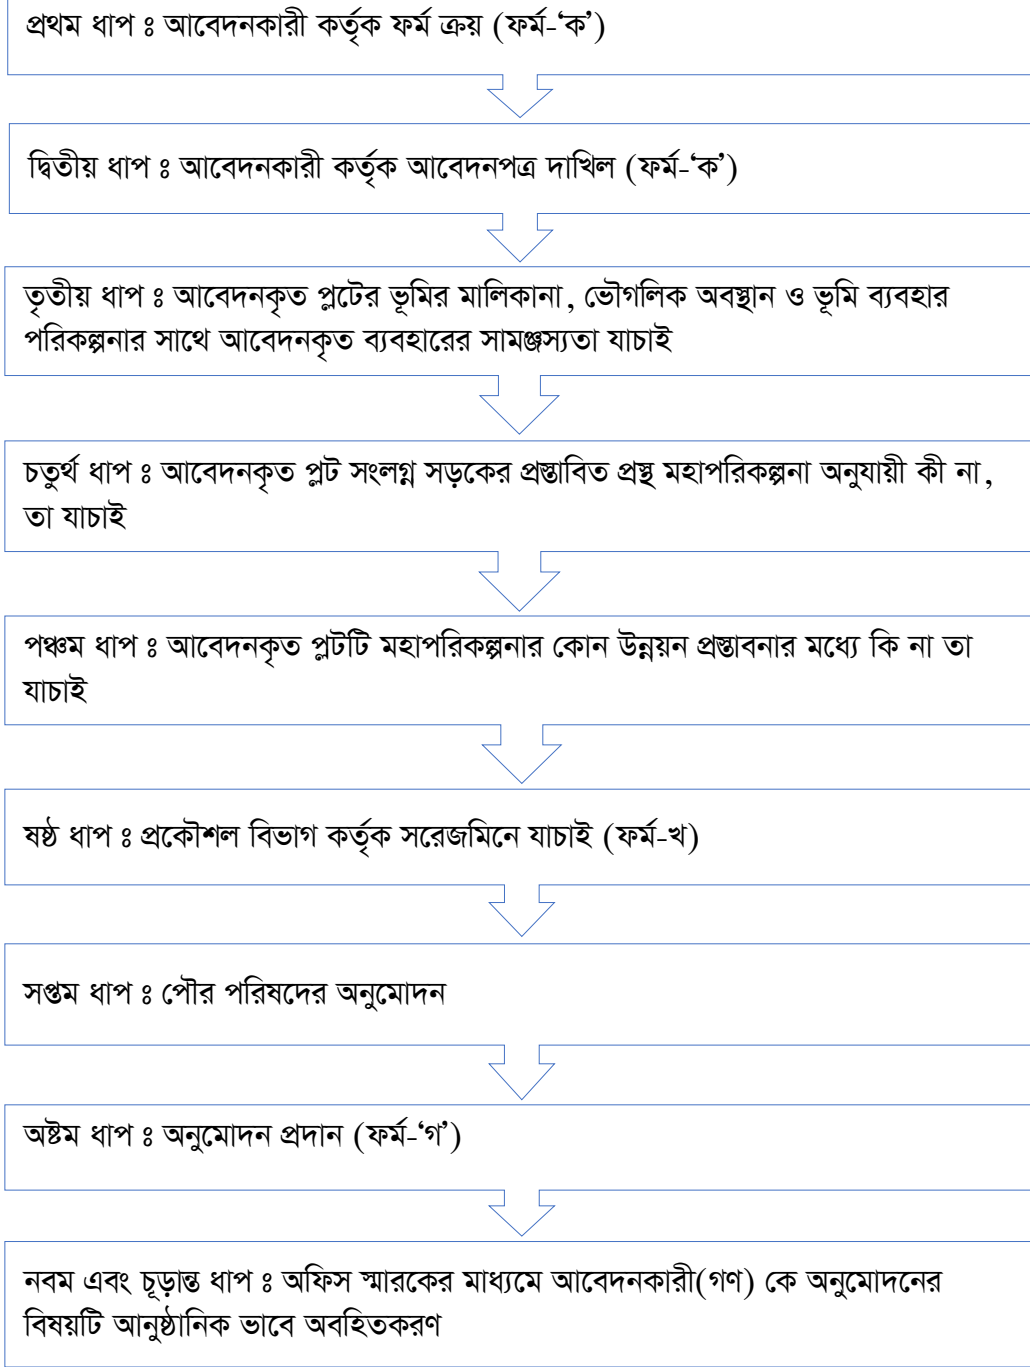 প্রথম ধাপ ঃ আবেদনকারী কর্তৃক ফর্ম ক্রয় (ফর্ম-‘ক’)
দ্বিতীয় ধাপ ঃ আবেদনকারী কর্তৃক আবেদনপত্র দাখিল (ফর্ম-‘ক’)
তৃতীয় ধাপ ঃ আবেদনকৃত প্লটের ভূমির মালিকানা, ভৌগলিক অবস্থান ও ভূমি ব্যবহার
পরিকল্পনার সাথে আবেদনকৃত ব্যবহারের সামঞ্জস্যতা যাচাই
চতুর্থ ধাপ ঃ আবেদনকৃত প্লট সংলগ্ন সড়কের প্রস্তাবিত প্রস্থ মহাপরিকল্পনা অনুযায়ী কী না,
তা যাচাই
পঞ্চম ধাপ ঃ আবেদনকৃত প্লটটি মহাপরিকল্পনার কোন উন্নয়ন প্রস্তাবনার মধ্যে কি না তা
যাচাই
ষষ্ঠ ধাপ ঃ প্রকৌশল বিভাগ কর্তৃক সরেজমিনে যাচাই (ফর্ম-খ)
সপ্তম ধাপ ঃ পৌর পরিষদের অনুমোদন
অষ্টম ধাপ ঃ অনুমোদন প্রদান (ফর্ম-‘গ’)
নবম এবং চূড়ান্ত ধাপ ঃ অফিস স্মারকের মাধ্যমে আবেদনকারী(গণ) কে অনুমোদনের
বিষয়টি আনুষ্ঠানিক ভাবে অবহিতকরণ